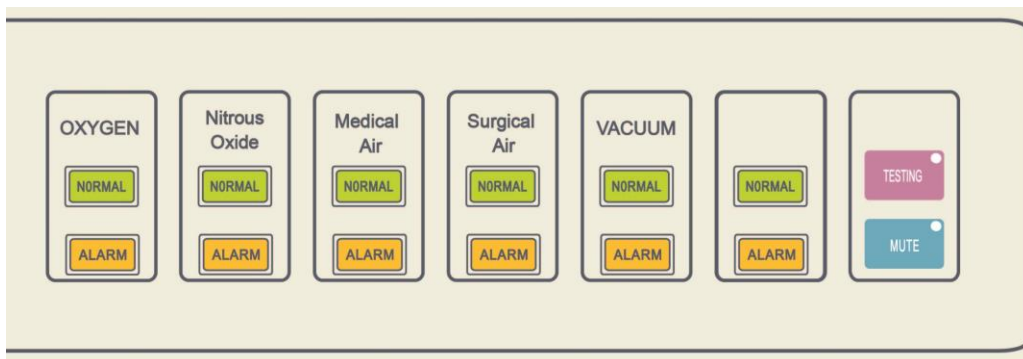 OXYGEN
NORMAL
ALARM
Nitrous
Oxide
NORMAL
ALARM
Medical
Air
NORMAL
ALARM
Surgical
Air
NORMAL
ALARM
VACUUM
NORMAL
ALARM
NORMAL
ALARM
TESTING
MUTE